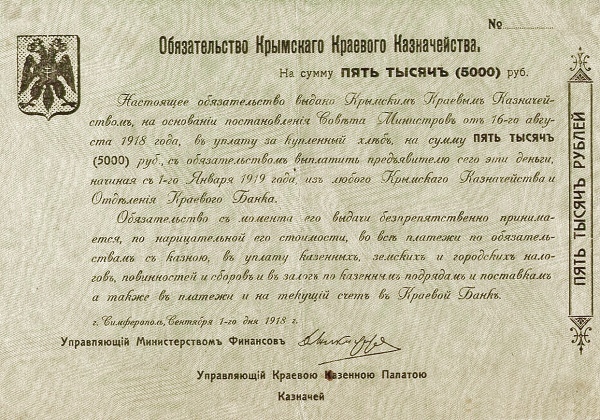 №
Обязательство Крымскаго Краевого Казначейства.
На сумму ПЯТЬ ТЫСЯЧЪ (5000) руб.
Настоящее обязательство выдано Крымскимъ Краевымъ Казначей-
ствомъ, на основаніи постановленія Совѣта Министровъ отъ 16-го авгу-
ста 1918 года, въ уплату за купленный хлѣбъ, на сумму ПЯТЬ ТЫСЯЧЪ
(5000) руб., съ обязательствомъ выплатить предъявителю сего эти деньги,
начиная съ 1-го Января 1919 года, изъ любого Крымскаго Казначейства и
Отдѣленія Краевого Банка.
Обязательство съ момента его выдачи безпрепятственно принимает-
ся, по нарицательной его стоимости, во всѣ платежи по обязатель-
ствамъ съ казною, въ уплату казенныхъ, земскихъ и городскихъ нало-
говъ, повинностей и сборовъ и въ залогъ по казеннымъ подрядамъ и поставкамъ
а также въ платежи и на текущій счетъ въ Краевой Банкъ.
г. Симферополь, Сентября 1-го дня 1918 г.
Управляющій Министерствомъ Финансовъ
Управляющій Краевою Казенною Палатою
Казначей
ПЯТЬ ТЫСЯЧЪ РУБЛЕЙ